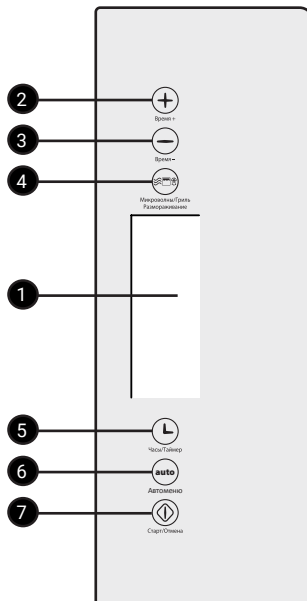 2
Время +
3
Время –
4
Микроволны/Гриль
Размораживание
1
5
Часы/Таймер
6
auto
Автоменю
7
Старт/Отмена